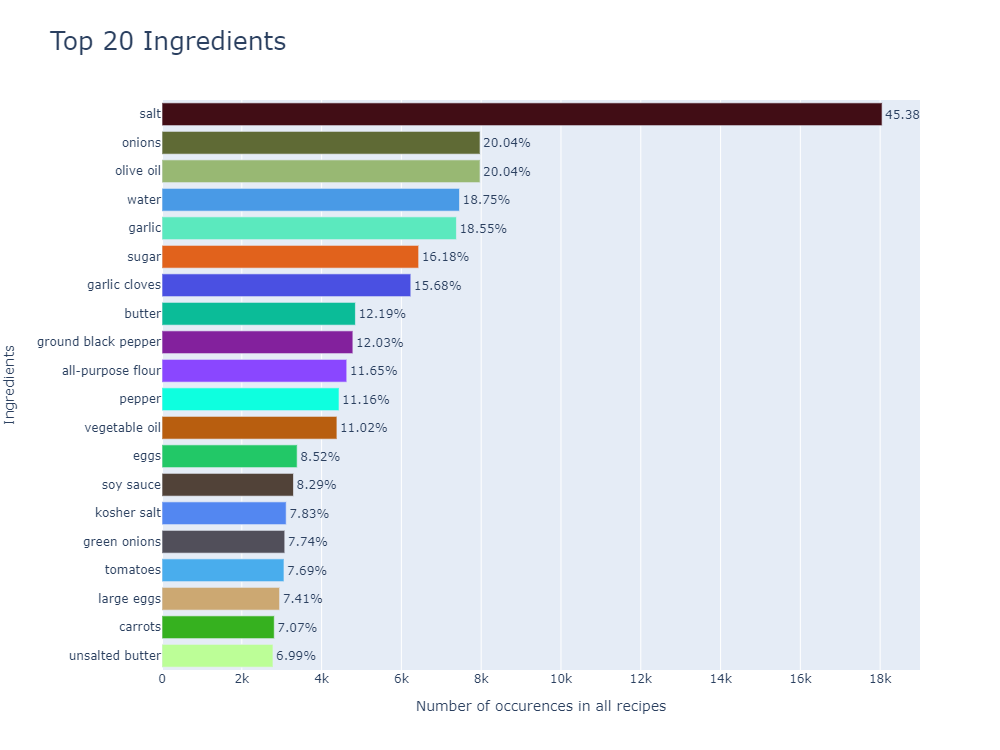 Top 20 Ingredients
Ingredients
salt 45.38
onions 20.04%
olive oil 20.04%
water 18.75%
garlic 18.55%
sugar 16.18%
garlic cloves 15.68%
butter 12.19%
ground black pepper 12.03%
all-purpose flour 11.65%
pepper 11.16%
vegetable oil 11.02%
eggs 8.52%
soy sauce 8.29%
kosher salt 7.83%
green onions 7.74%
tomatoes 7.69%
large eggs 7.41%
carrots 7.07%
unsalted butter 6.99%
0 2k 4k 6k 8k 10k 12k 14k 16k 18k
Number of occurences in all recipes